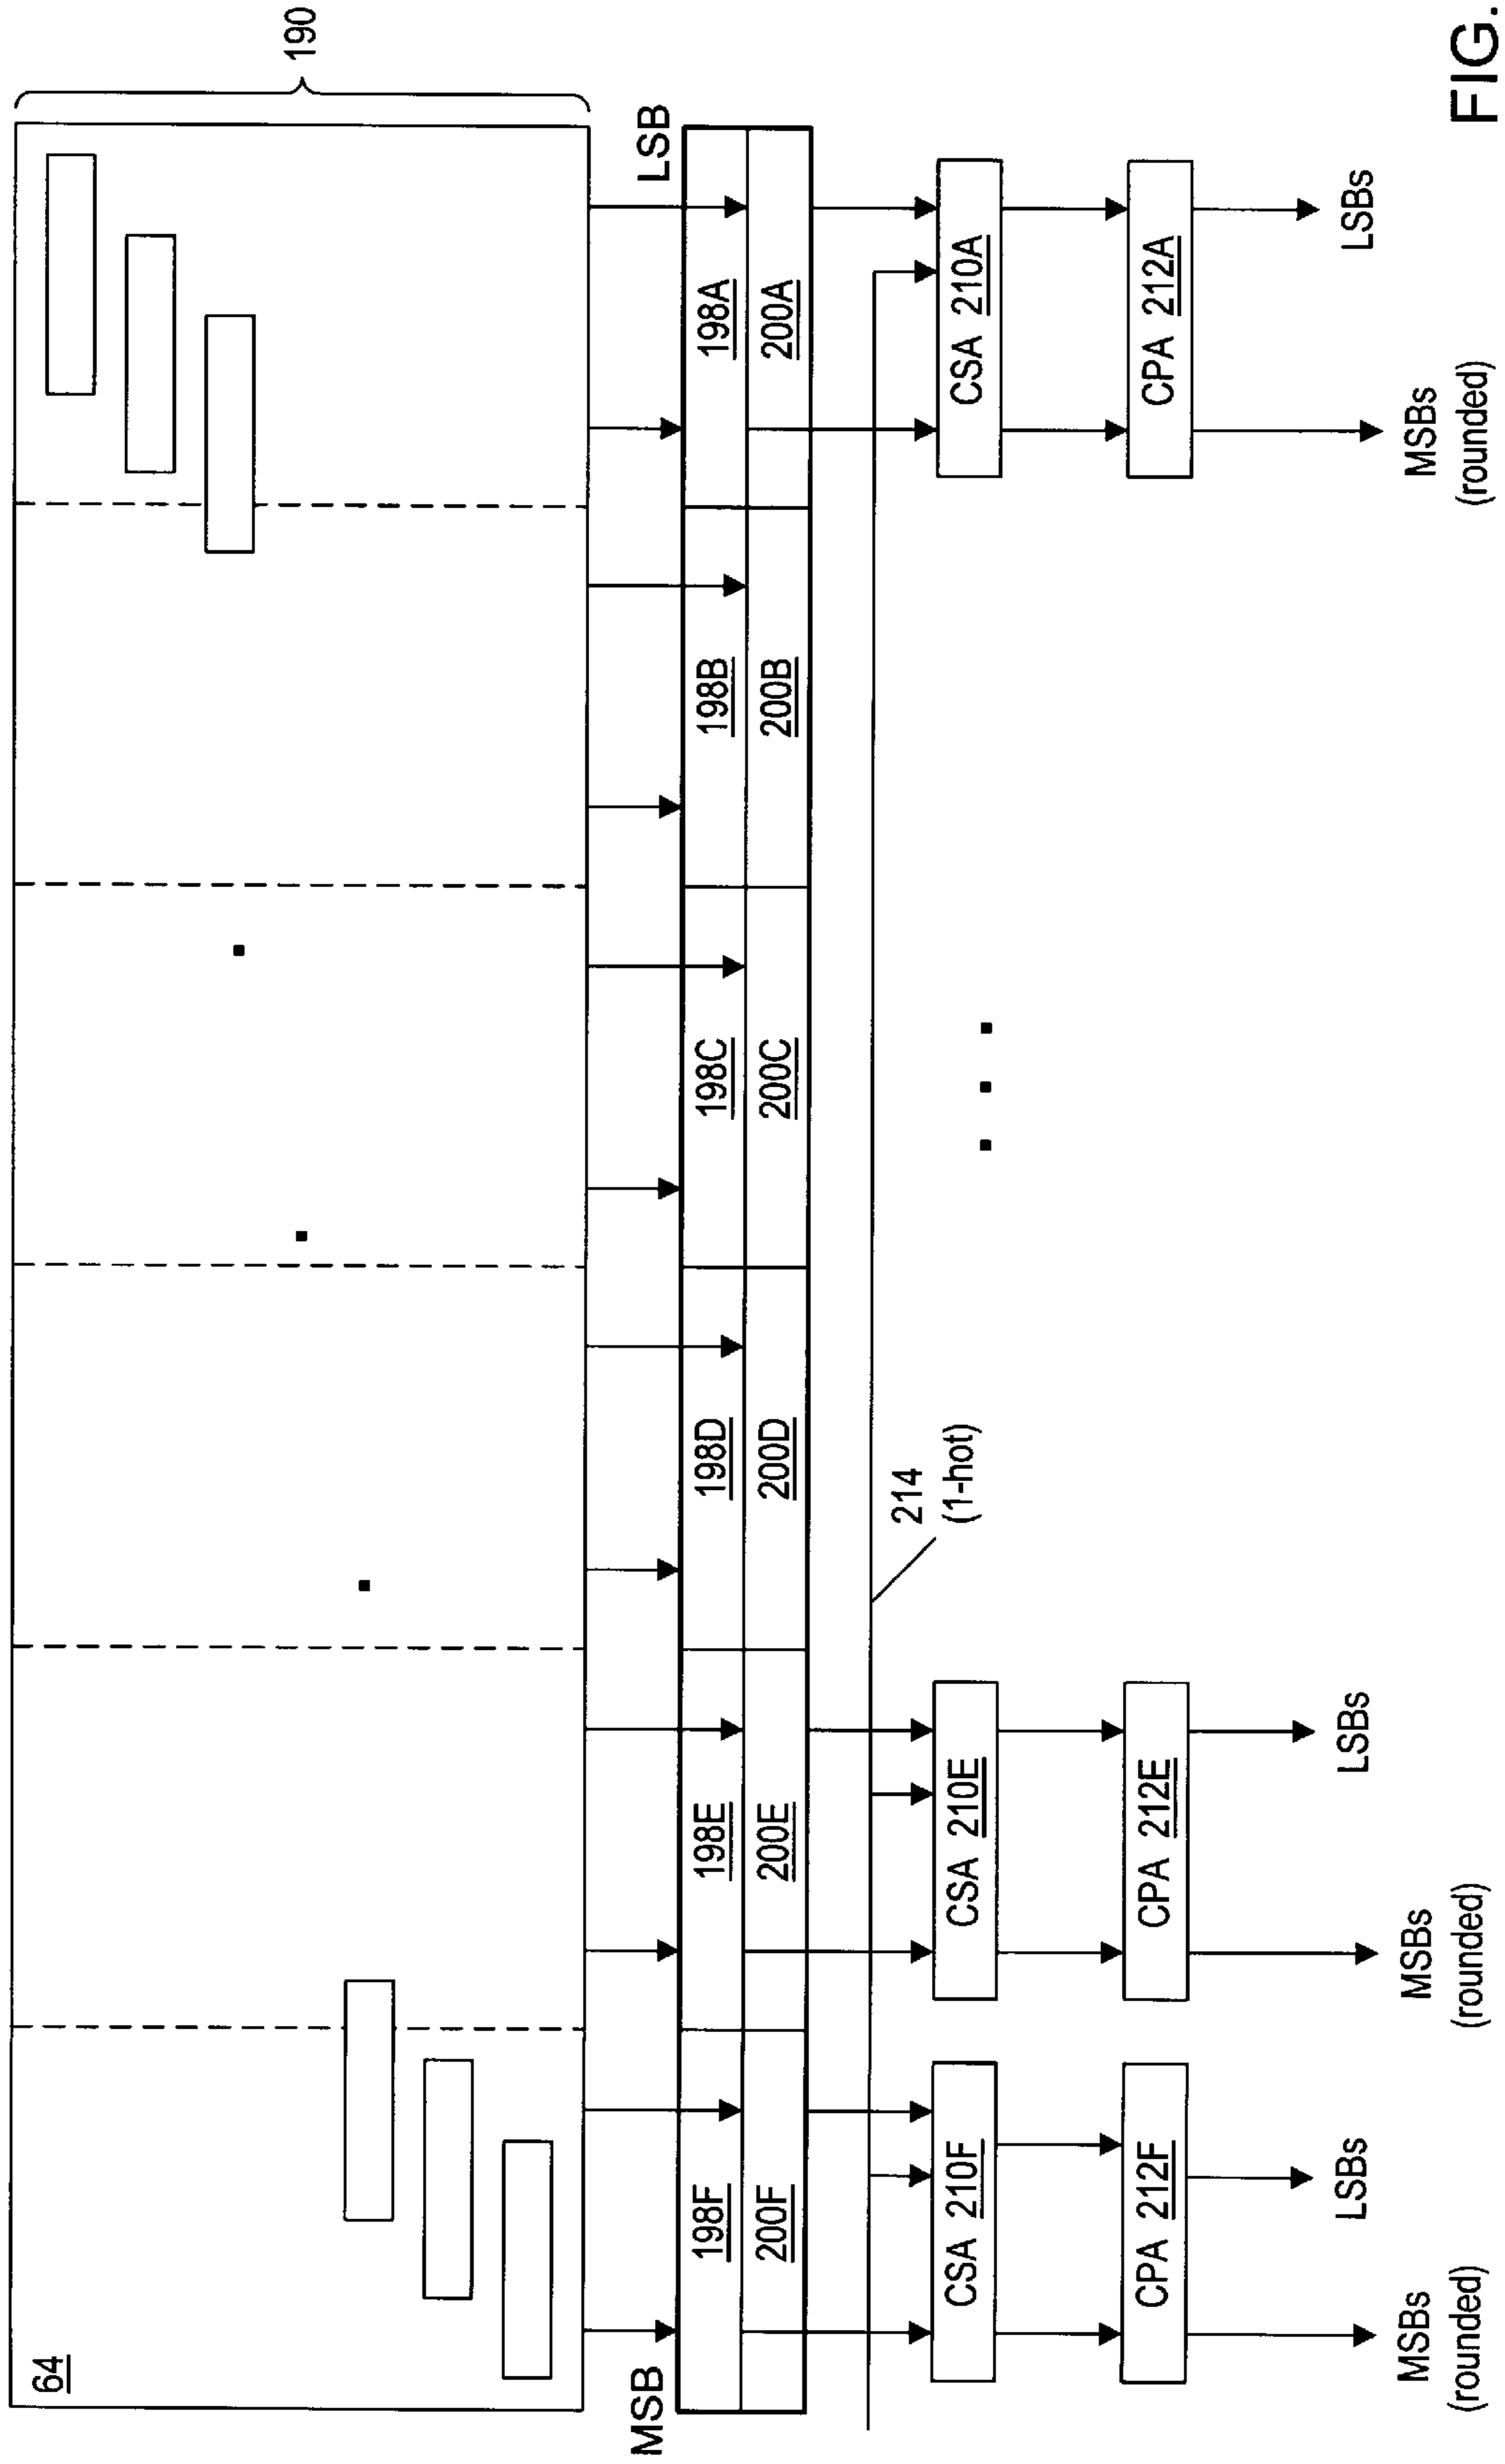 64
190
MSB
LSB
198F
198E
198D
198C
198B
198A
200F
200E
200D
200C
200B
200A
214
(1-hot)
CSA 210F
CSA 210E
CSA 210A
CPA 212F
CPA 212E
CPA 212A
LSBs
LSBs
LSBs
MSBs
(rounded)
MSBs
(rounded)
MSBs
(rounded)
FIG.